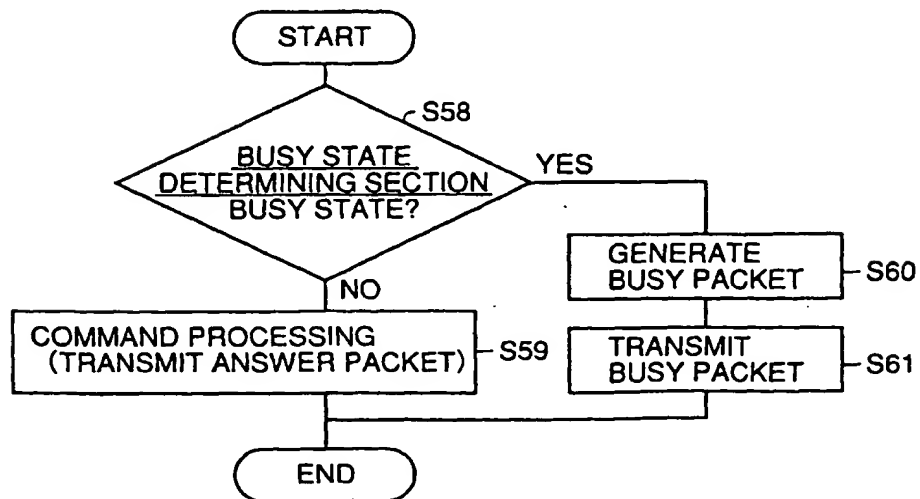 START
S58
BUSY STATE
DETERMINING SECTION
BUSY STATE?
YES
NO
GENERATE
BUSY PACKET
S60
COMMAND PROCESSING
(TRANSMIT ANSWER PACKET)
S59
TRANSMIT
BUSY PACKET
S61
END